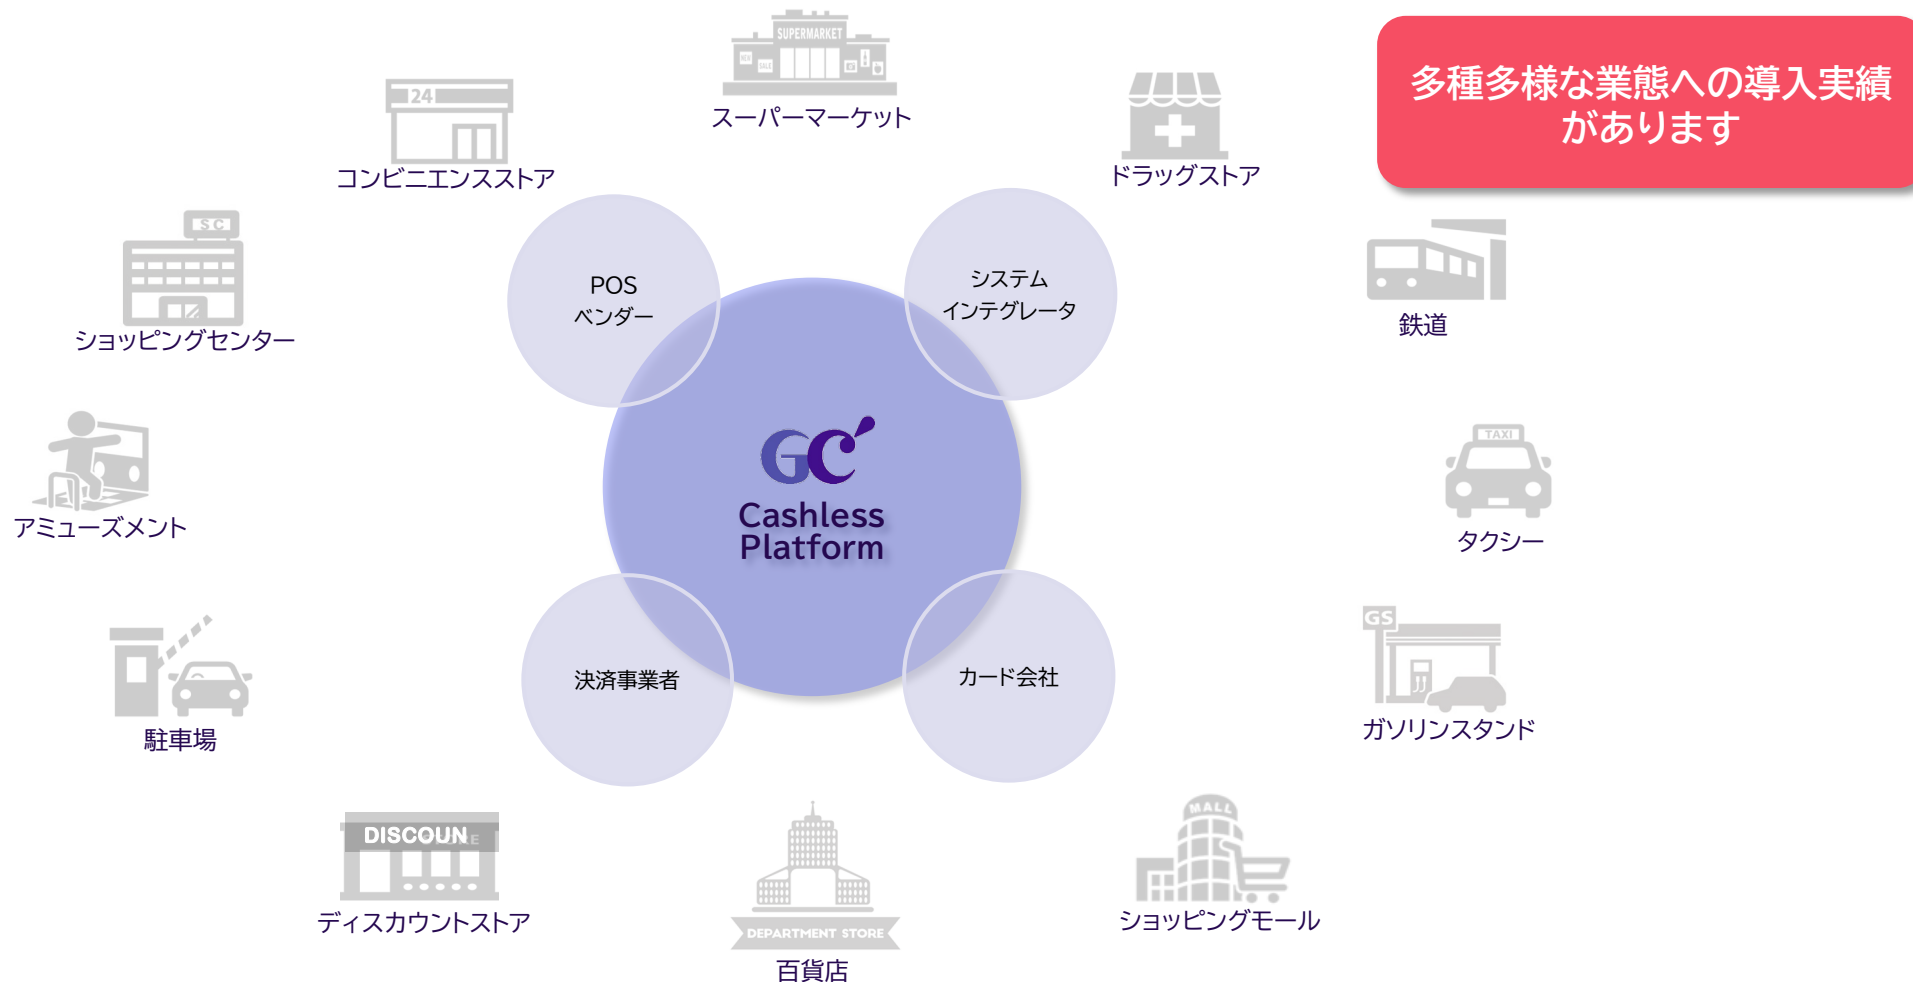 SUPERMARKET
NEW
SALE
スーパーマーケット
多種多様な業態への導入実績
があります
24
コンビニエンスストア
ドラッグストア
SC
ショッピングセンター
POS
ベンダー
システム
インテグレータ
鉄道
アミューズメント
GC
Cashless
Platform
TAXI
タクシー
駐車場
決済事業者
カード会社
GS
ガソリンスタンド
DISCOUN
ディスカウントストア
DEPARTMENT STORE
百貨店
MALL
ショッピングモール